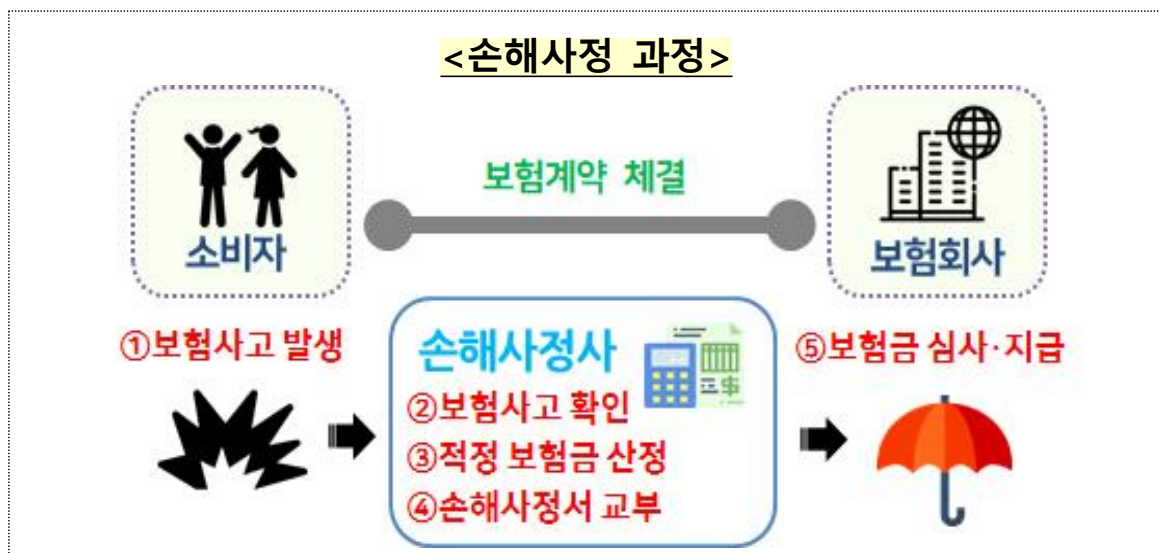 <손해사정 과정>
보험계약 체결
소비자
보험회사
①보험사고 발생
손해사정사
②보험사고 확인
③적정 보험금 산정
④손해사정서 교부
⑤보험금 심사·지급